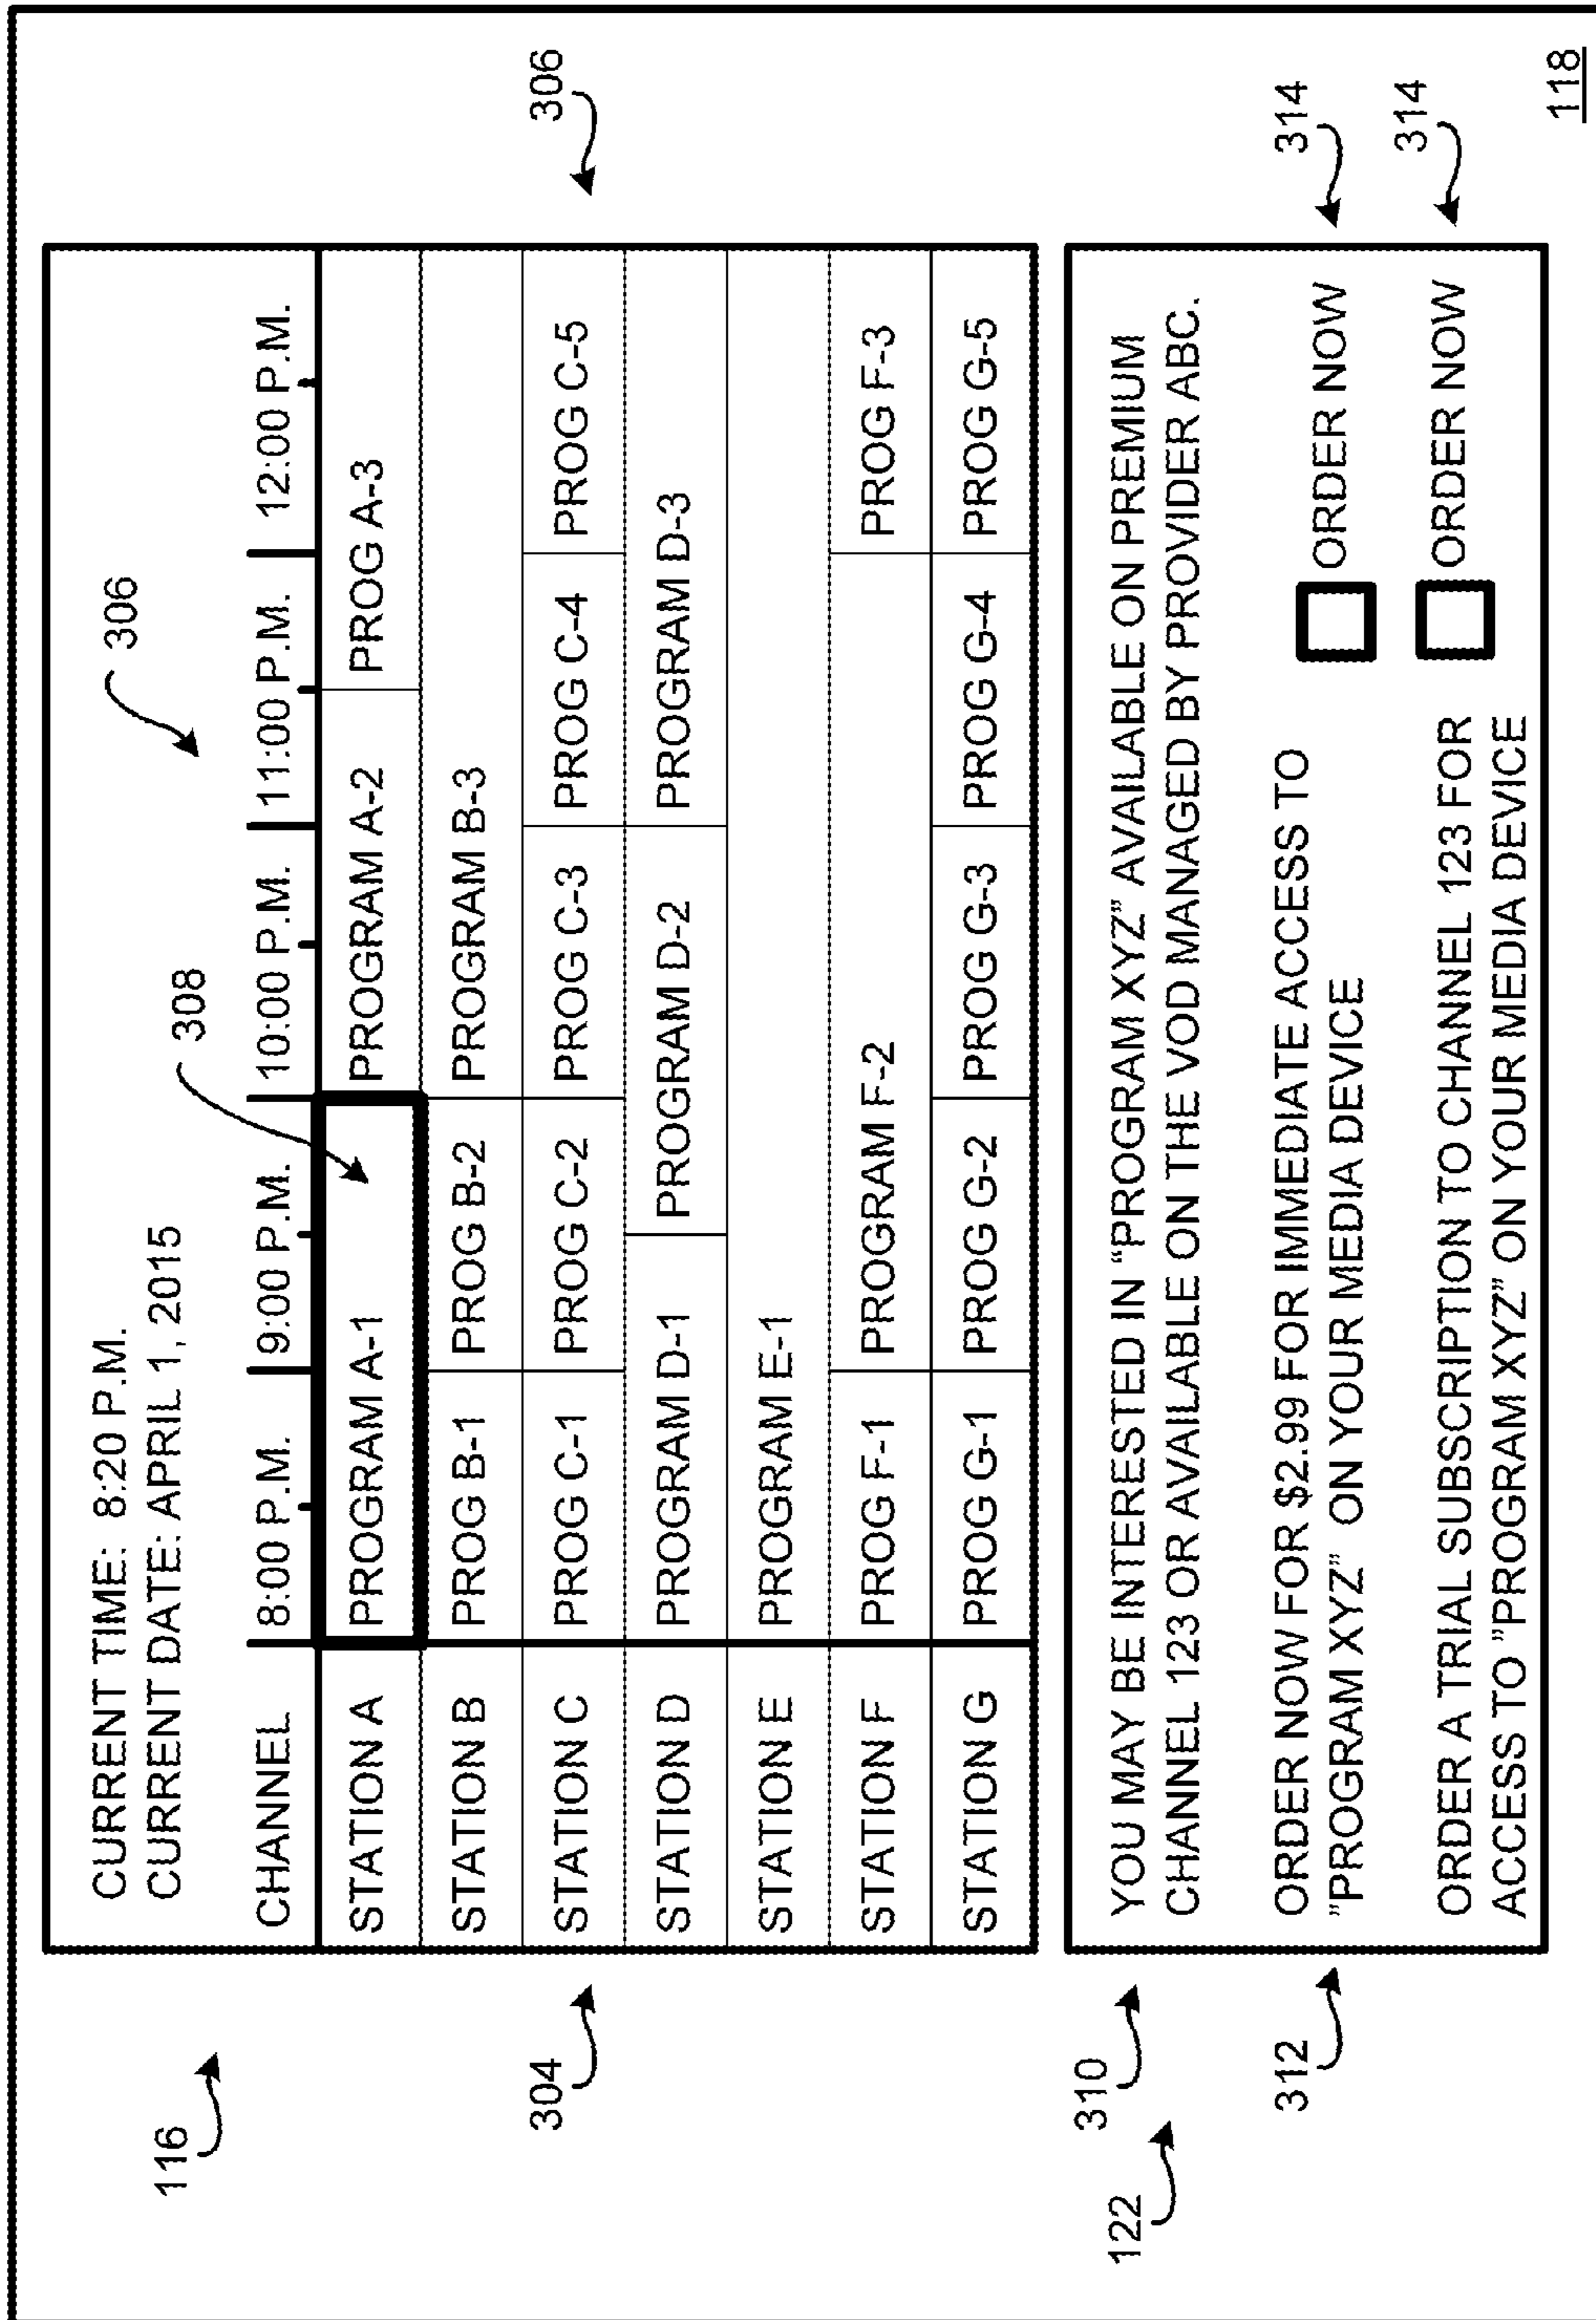 116
CURRENT TIME: 8:20 P.M.
CURRENT DATE: APRIL 1, 2015
308
306
CHANNEL 8:00 P.M. 9:00 P.M. 10:00 P.M. 11:00 P.M. 12:00 P.M.
STATION A PROGRAM A-1 PROGRAM A-2 PROG A-3
STATION B PROG B-1 PROG B-2 PROGRAM B-3
304
STATION C PROG C-1 PROG C-2 PROG C-3 PROG C-4 PROG C-5
306
STATION D PROGRAM D-1 PROGRAM D-2 PROGRAM D-3
STATION E PROGRAM E-1
STATION F PROG F-1 PROGRAM F-2 PROG F-3
STATION G PROG G-1 PROG G-2 PROG G-3 PROG G-4 PROG G-5
310
122
YOU MAY BE INTERESTED IN “PROGRAM XYZ” AVAILABLE ON PREMIUM
CHANNEL 123 OR AVAILABLE ON THE VOD MANAGED BY PROVIDER ABC.
312
ORDER NOW FOR $2.99 FOR IMMEDIATE ACCESS TO
”PROGRAM XYZ” ON YOUR MEDIA DEVICE
ORDER NOW
314
ORDER A TRIAL SUBSCRIPTION TO CHANNEL 123 FOR
ACCESS TO ”PROGRAM XYZ” ON YOUR MEDIA DEVICE
ORDER NOW
314
118